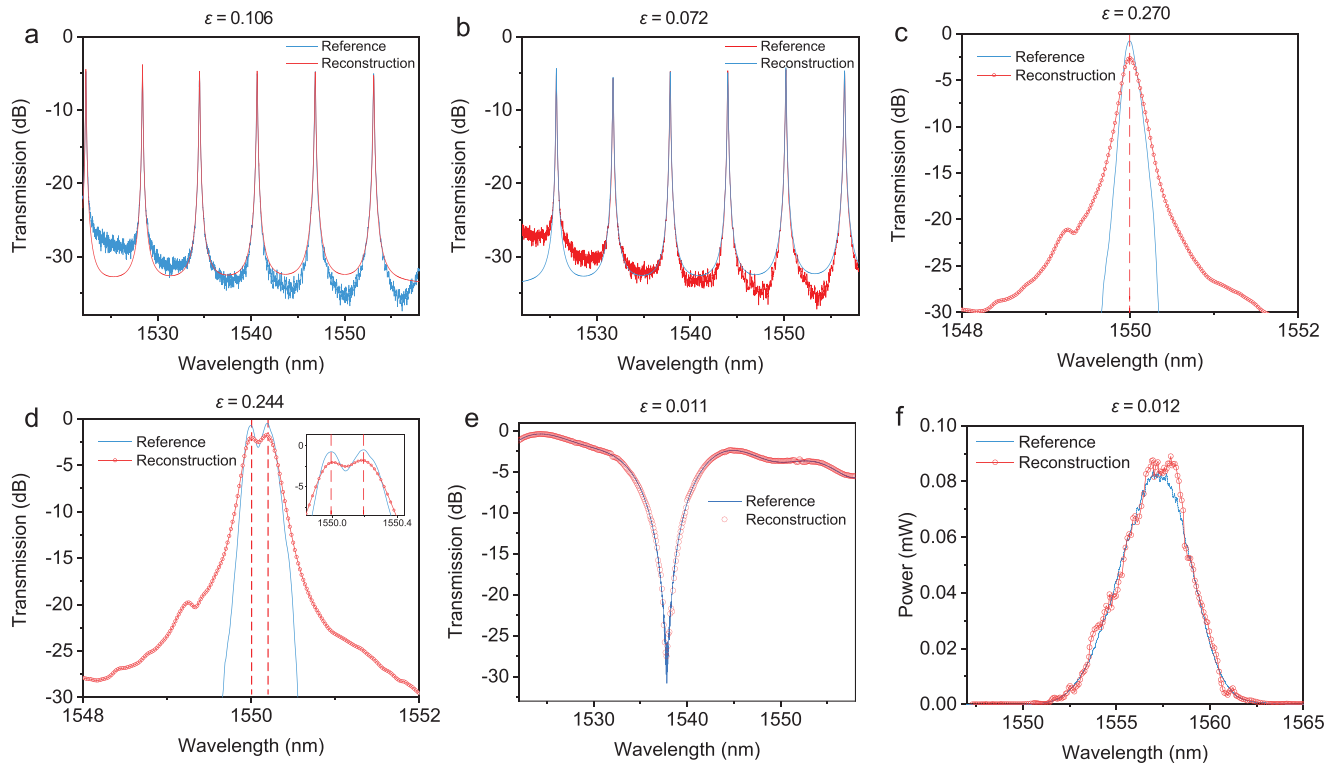 a
ε = 0.106
Reference
Reconstruction
Transmission (dB)
0
-10
-20
-30
1530
1540
1550
Wavelength (nm)
b
ε = 0.072
Reference
Reconstruction
Transmission (dB)
0
-10
-20
-30
1530
1540
1550
Wavelength (nm)
c
ε = 0.270
Reference
Reconstruction
Transmission (dB)
0
-5
-10
-15
-20
-25
-30
1548
1550
1552
Wavelength (nm)
d
ε = 0.244
Reference
Reconstruction
Transmission (dB)
0
-5
-10
-15
-20
-25
-30
1548
1550
1552
Wavelength (nm)
0
-5
1550.0
1550.4
e
ε = 0.011
Reference
Reconstruction
Transmission (dB)
0
-5
-10
-15
-20
-25
-30
1530
1540
1550
Wavelength (nm)
f
ε = 0.012
Reference
Reconstruction
Power (mW)
0.10
0.08
0.06
0.04
0.02
0.00
1550
1555
1560
1565
Wavelength (nm)